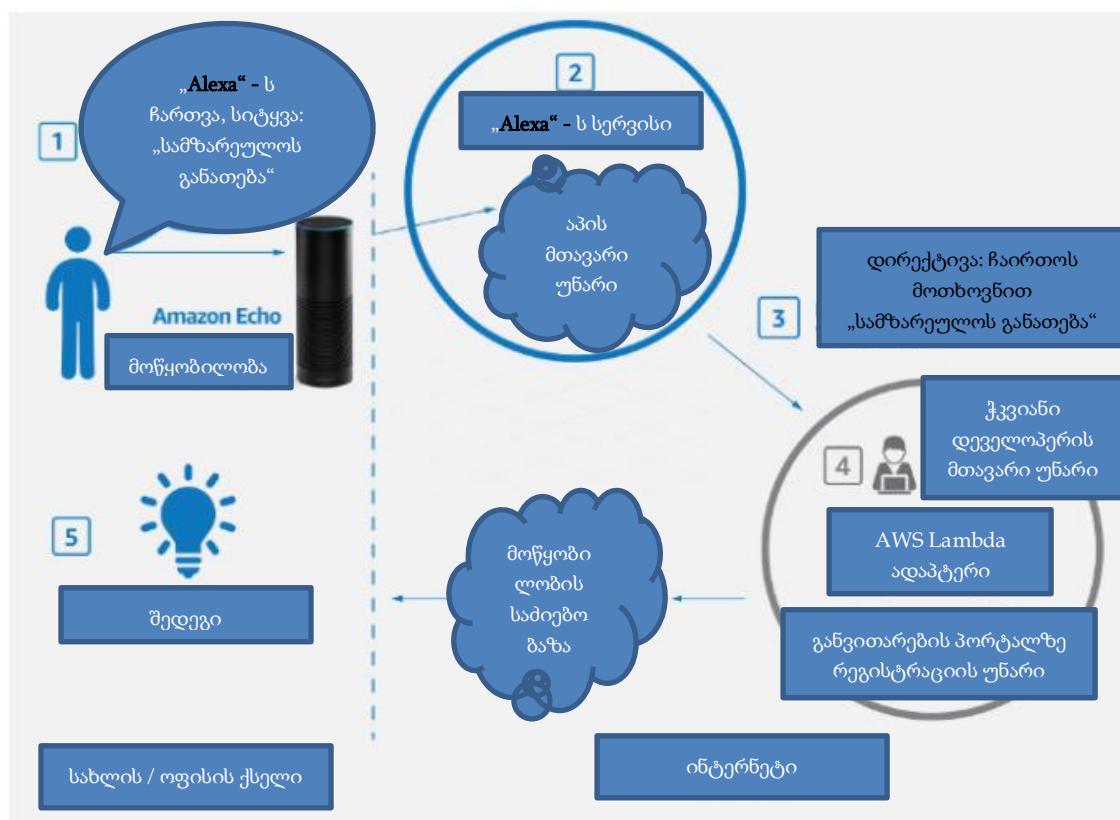 1
„Alexa“ - ს
ჩართვა, სიტყვა:
„სამზარეულოს
განათება“
Amazon Echo
მოწყობილობა
2
„Alexa“ - ს სერვისი
აპის
მთავარი
უნარი
3
დირექტივა: ჩაირთოს
მოთხოვნით
„სამზარეულოს განათება“
4
ჭკვიანი
დეველოპერის
მთავარი უნარი
AWS Lambda
ადაპტერი
განვითარების პორტალზე
რეგისტრაციის უნარი
მოწყობი
ლობის
საძიებო
ბაზა
5
შედეგი
სახლის / ოფისის ქსელი
ინტერნეტი